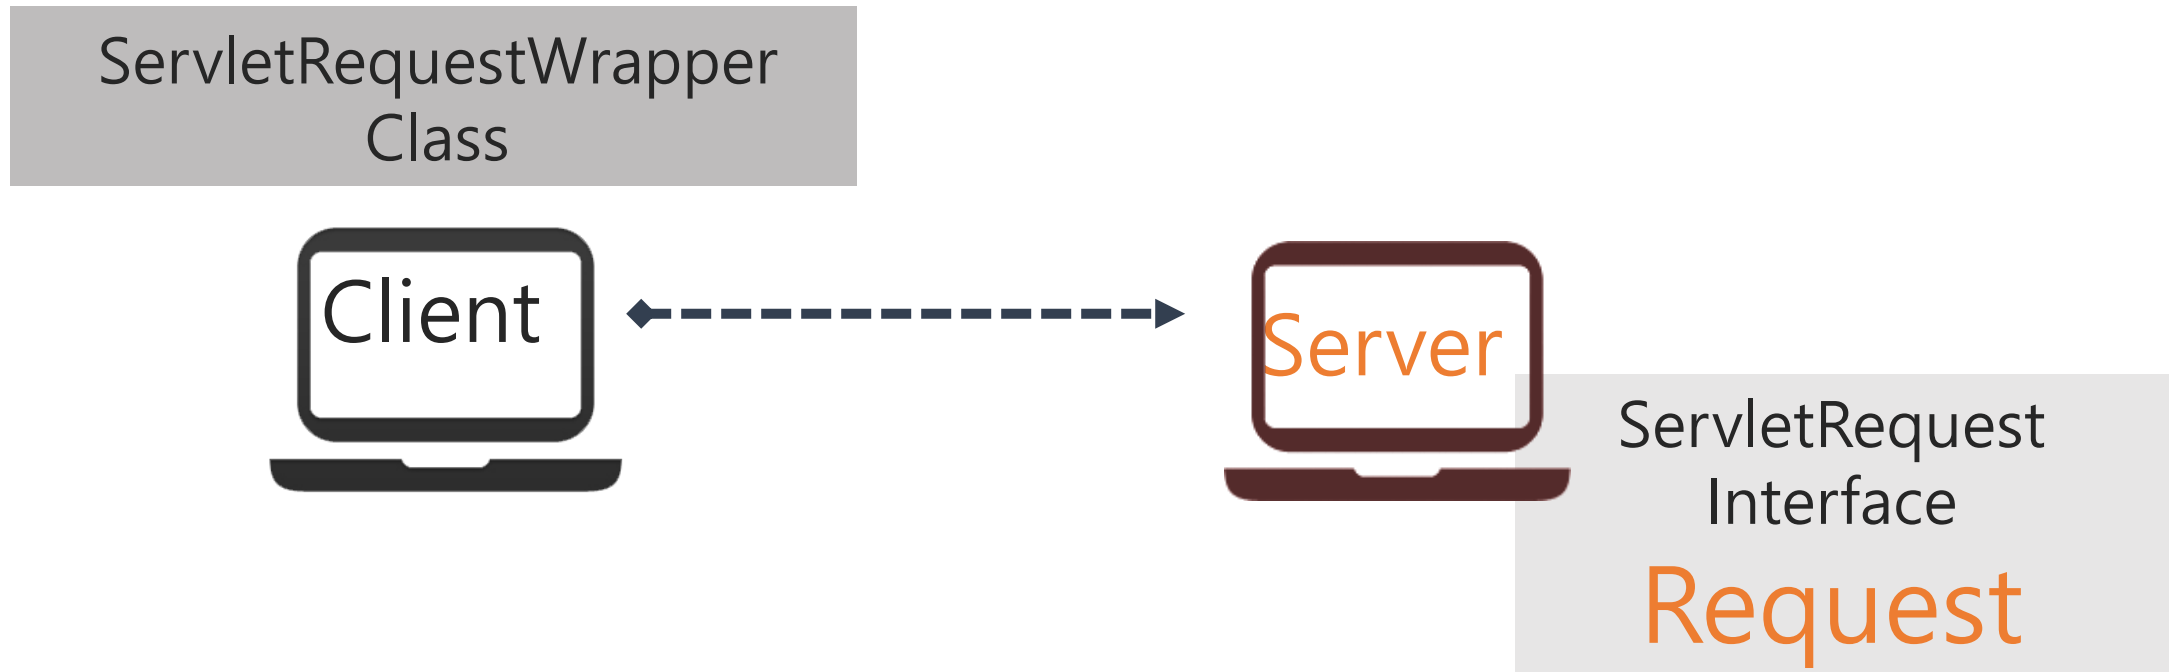 ServletRequestWrapper
Class
Client
Server
ServletRequest
Interface
Request